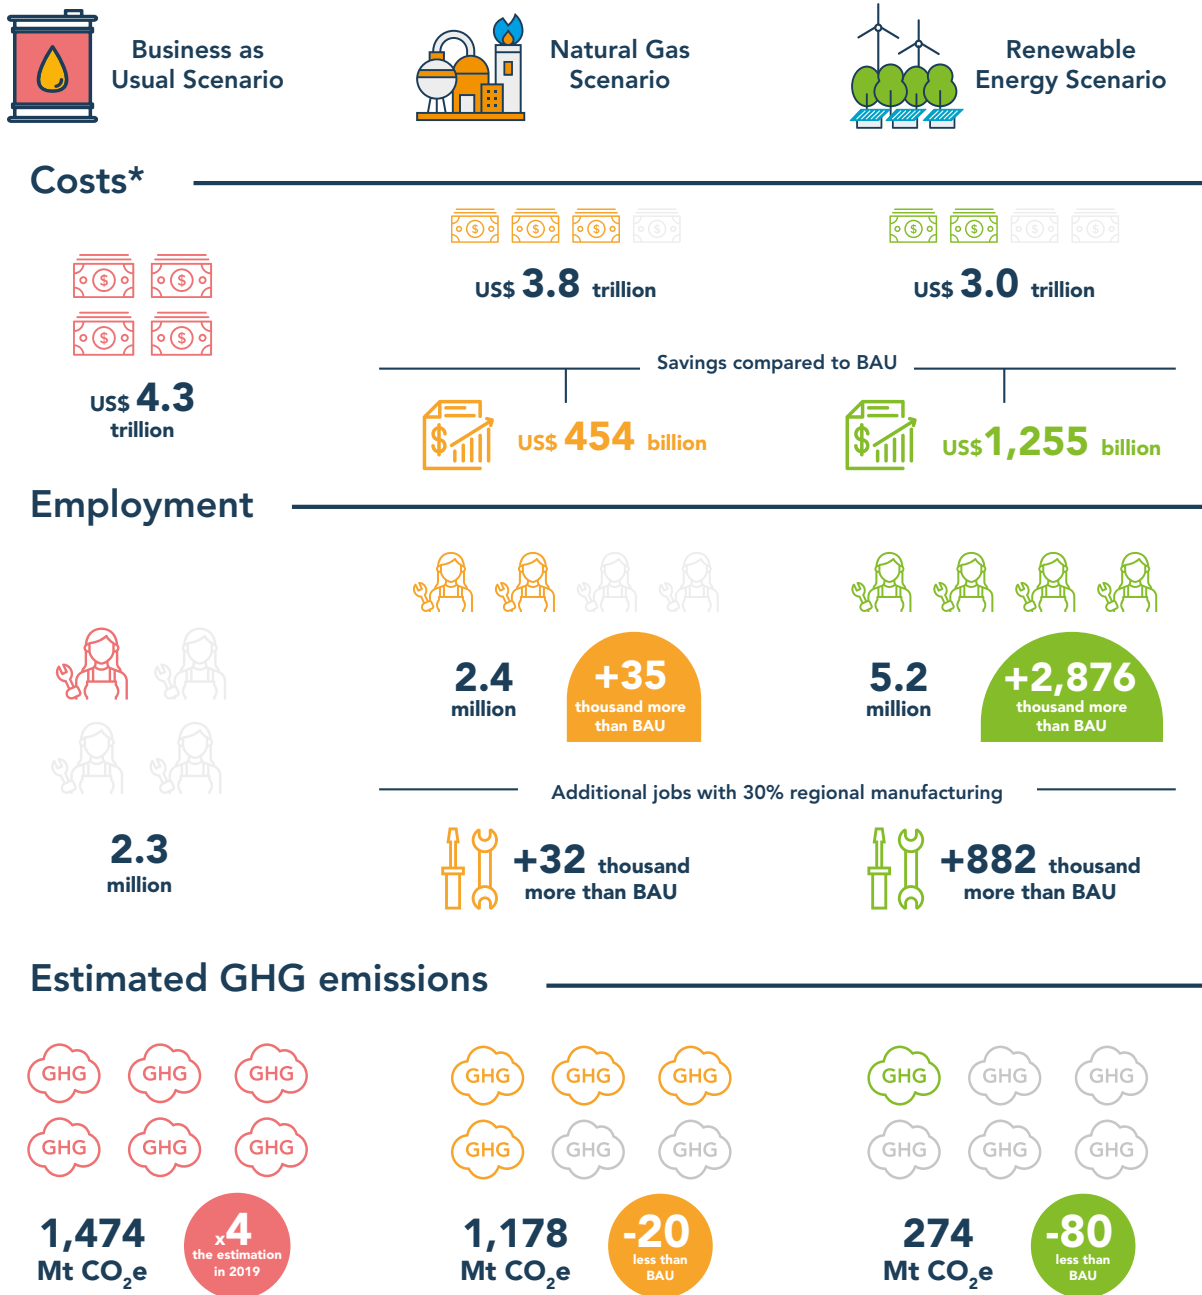 Business as
Usual Scenario
Natural Gas
Scenario
Renewable
Energy Scenario
Costs*
US$ 4.3
trillion
US$ 3.8 trillion
US$ 3.0 trillion
Savings compared to BAU
US$ 454 billion
US$ 1,255 billion
Employment
2.3
million
2.4
million
+35
thousand more
than BAU
5.2
million
+2,876
thousand more
than BAU
Additional jobs with 30% regional manufacturing
+32 thousand
more than BAU
+882 thousand
more than BAU
Estimated GHG emissions
GHG GHG GHG
GHG GHG GHG
1,474
Mt CO2e
x4
the estimation
in 2019
GHG GHG GHG
GHG GHG GHG
1,178
Mt CO2e
-20
less than
BAU
GHG GHG GHG
GHG GHG GHG
274
Mt CO2e
-80
less than
BAU